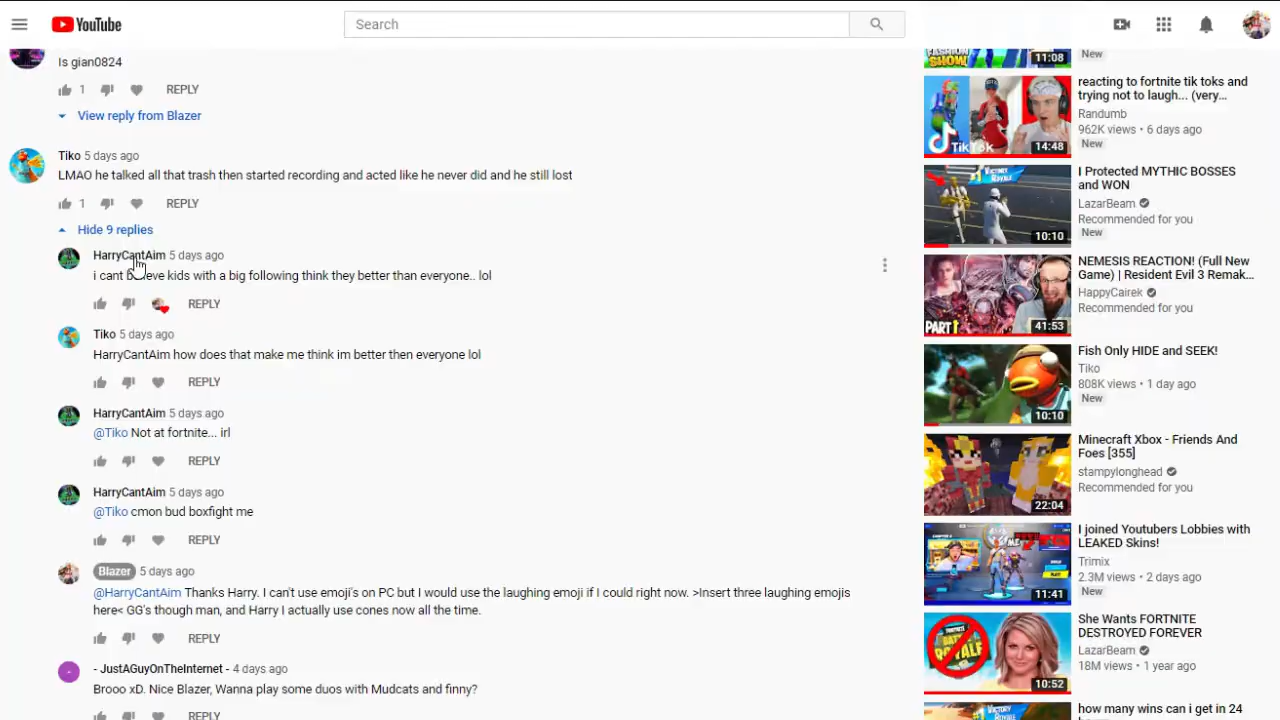 YouTube
Search
Is gian0824
1
REPLY
View reply from Blazer
Tiko 5 days ago
LMAO he talked all that trash then started recording and acted like he never did and he still lost
1
REPLY
Hide 9 replies
HarryCantAim 5 days ago
i cant believe kids with a big following think they better than everyone.. lol
REPLY
Tiko 5 days ago
HarryCantAim how does that make me think im better then everyone lol
REPLY
HarryCantAim 5 days ago
@Tiko Not at fortnite... irl
REPLY
HarryCantAim 5 days ago
@Tiko cmon bud boxfight me
REPLY
Blazer 5 days ago
@HarryCantAim Thanks Harry. I can't use emoji's on PC but I would use the laughing emoji if I could right now. >Insert three laughing emojis
here< GG's though man, and Harry I actually use cones now all the time.
REPLY
- JustAGuyOnTheInternet - 4 days ago
Brooo xD. Nice Blazer, Wanna play some duos with Mudcats and finny?
REPLY
FASHION
SHOW
11:08
New
TikTok
14:48
reacting to fortnite tik toks and
trying not to laugh... (very...
Randumb
962K views • 6 days ago
New
VICTORY ROYALE
10:10
I Protected MYTHIC BOSSES
and WON
LazarBeam
Recommended for you
New
PART 1
41:53
NEMESIS REACTION! (Full New
Game) | Resident Evil 3 Remak...
HappyCairek
Recommended for you
10:10
Fish Only HIDE and SEEK!
Tiko
808K views • 1 day ago
New
22:04
Minecraft Xbox - Friends And
Foes [355]
stampylonghead
Recommended for you
11:41
I joined Youtubers Lobbies with
LEAKED Skins!
Trimix
2.3M views • 2 days ago
New
BATTLE ROYALE
10:52
She Wants FORTNITE
DESTROYED FOREVER
LazarBeam
18M views • 1 year ago
how many wins can i get in 24